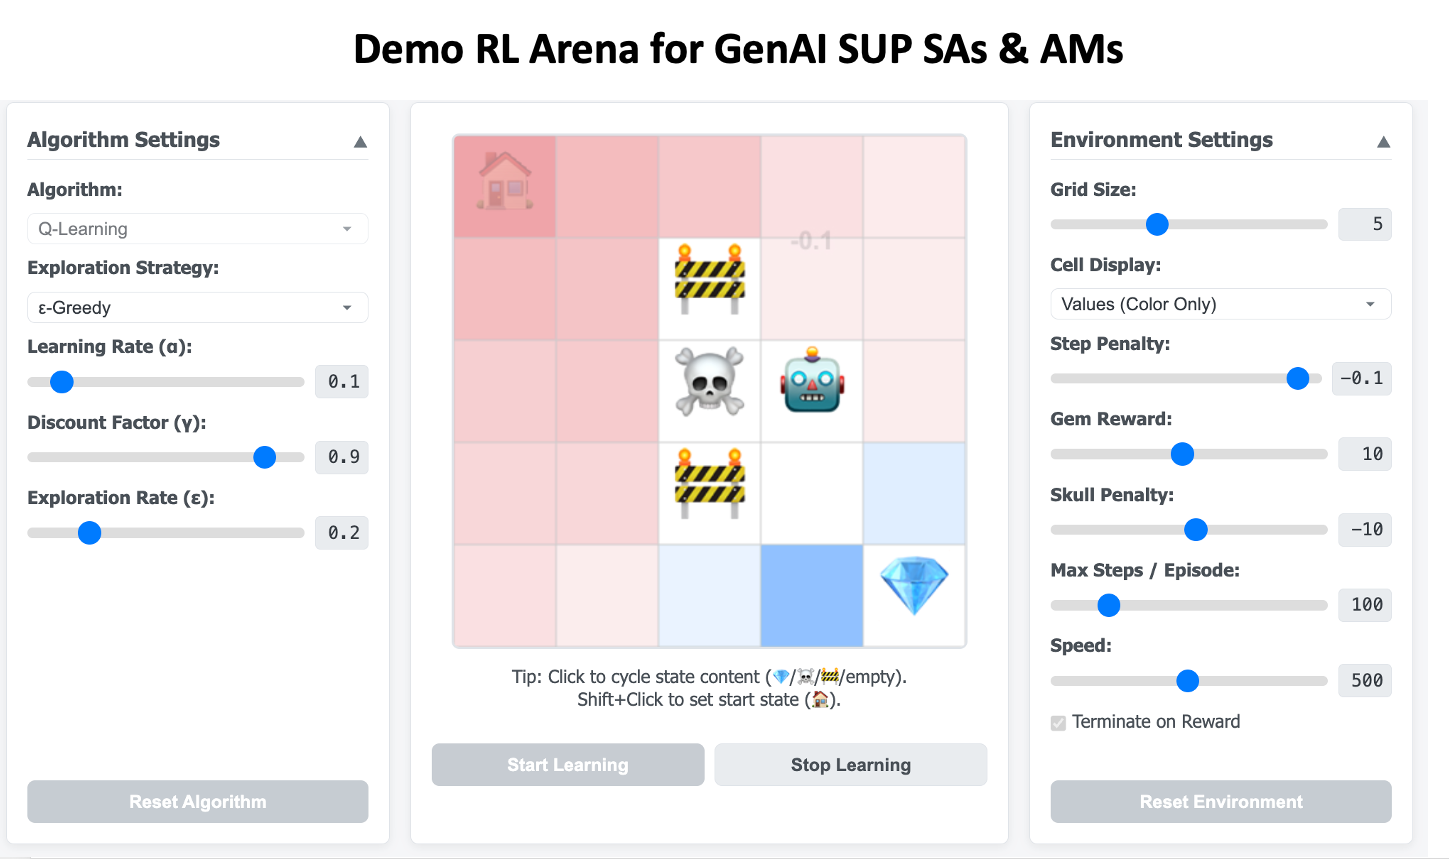 Demo RL Arena for GenAI SUP SAs & AMs
Algorithm Settings
Algorithm:
Q-Learning
Exploration Strategy:
ε-Greedy
Learning Rate (α):
0.1
Discount Factor (γ):
0.9
Exploration Rate (ε):
0.2
Reset Algorithm
-0.1
Tip: Click to cycle state content (💎/☠️/🚧/empty).
Shift+Click to set start state (🏠).
Start Learning
Stop Learning
Environment Settings
Grid Size:
5
Cell Display:
Values (Color Only)
Step Penalty:
-0.1
Gem Reward:
10
Skull Penalty:
-10
Max Steps / Episode:
100
Speed:
500
Terminate on Reward
Reset Environment